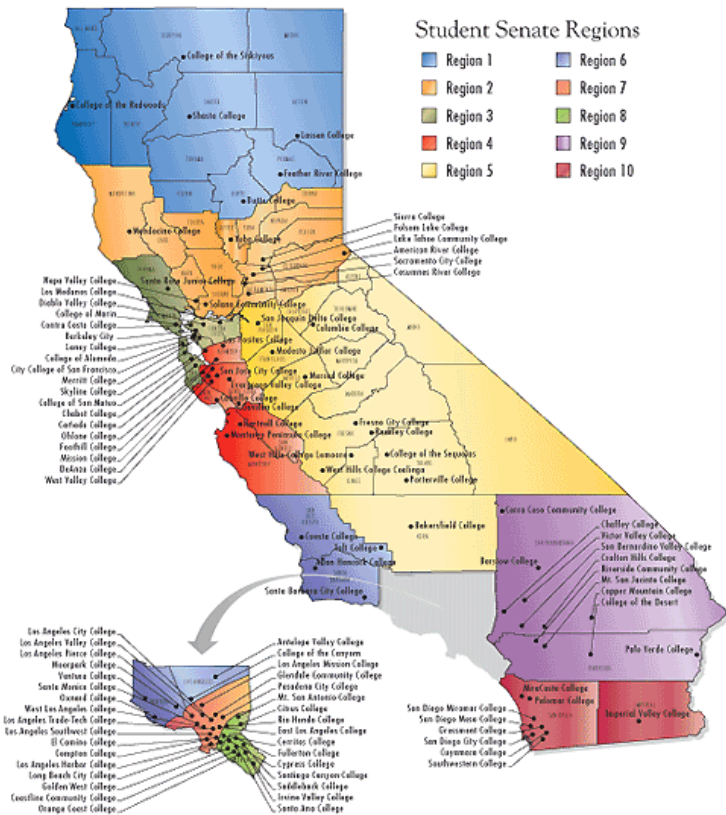 Student Senate Regions
Region 1
Region 2
Region 3
Region 4
Region 5
Region 6
Region 7
Region 8
Region 9
Region 10
College of the Siskiyous
College of the Redwoods
Shasta College
Lassen College
Feather River College
Butte College
Mendocino College
Yuba College
Sierra College
Folsom Lake College
Lake Tahoe Community College
American River College
Sacramento City College
Cosumnes River College
Santa Rosa Junior College
Solano Community College
Napa Valley College
Los Medanos College
Diablo Valley College
College of Marin
Contra Costa College
Berkeley City
Laney College
College of Alameda
City College of San Francisco
Merritt College
Skyline College
College of San Mateo
Chabot College
Canada College
Ohlone College
Foothill College
Mission College
DeAnza College
West Valley College
San Joaquin Delta College
Columbia College
Las Positas College
Modesto Junior College
San Jose City College
Merced College
Evergreen Valley College
Cabrillo College
Gavilan College
Hartnell College
Monterey Peninsula College
Fresno City College
Reedley College
West Hills College Lemoore
College of the Sequoias
West Hills College Coalinga
Porterville College
Bakersfield College
Cuesta College
Taft College
Allan Hancock College
Santa Barbara City College
Cerro Coso Community College
Chaffey College
Victor Valley College
San Bernardino Valley College
Crafton Hills College
Riverside Community College
Mt. San Jacinto College
Copper Mountain College
College of the Desert
Barstow College
Palo Verde College
MiraCosta College
Palomar College
Imperial Valley College
San Diego Miramar College
San Diego Mesa College
Grossmont College
San Diego City College
Cuyamaca College
Southwestern College
Los Angeles City College
Los Angeles Valley College
Los Angeles Pierce College
Moorpark College
Ventura College
Santa Monica College
Oxnard College
West Los Angeles College
Los Angeles Trade-Tech College
Los Angeles Southwest College
El Camino College
Compton College
Los Angeles Harbor College
Long Beach City College
Golden West College
Coastline Community College
Orange Coast College
Antelope Valley College
College of the Canyons
Los Angeles Mission College
Glendale Community College
Pasadena City College
Mt. San Antonio College
Citrus College
Rio Hondo College
East Los Angeles College
Cerritos College
Fullerton College
Cypress College
Santiago Canyon College
Saddleback College
Irvine Valley College
Santa Ana College